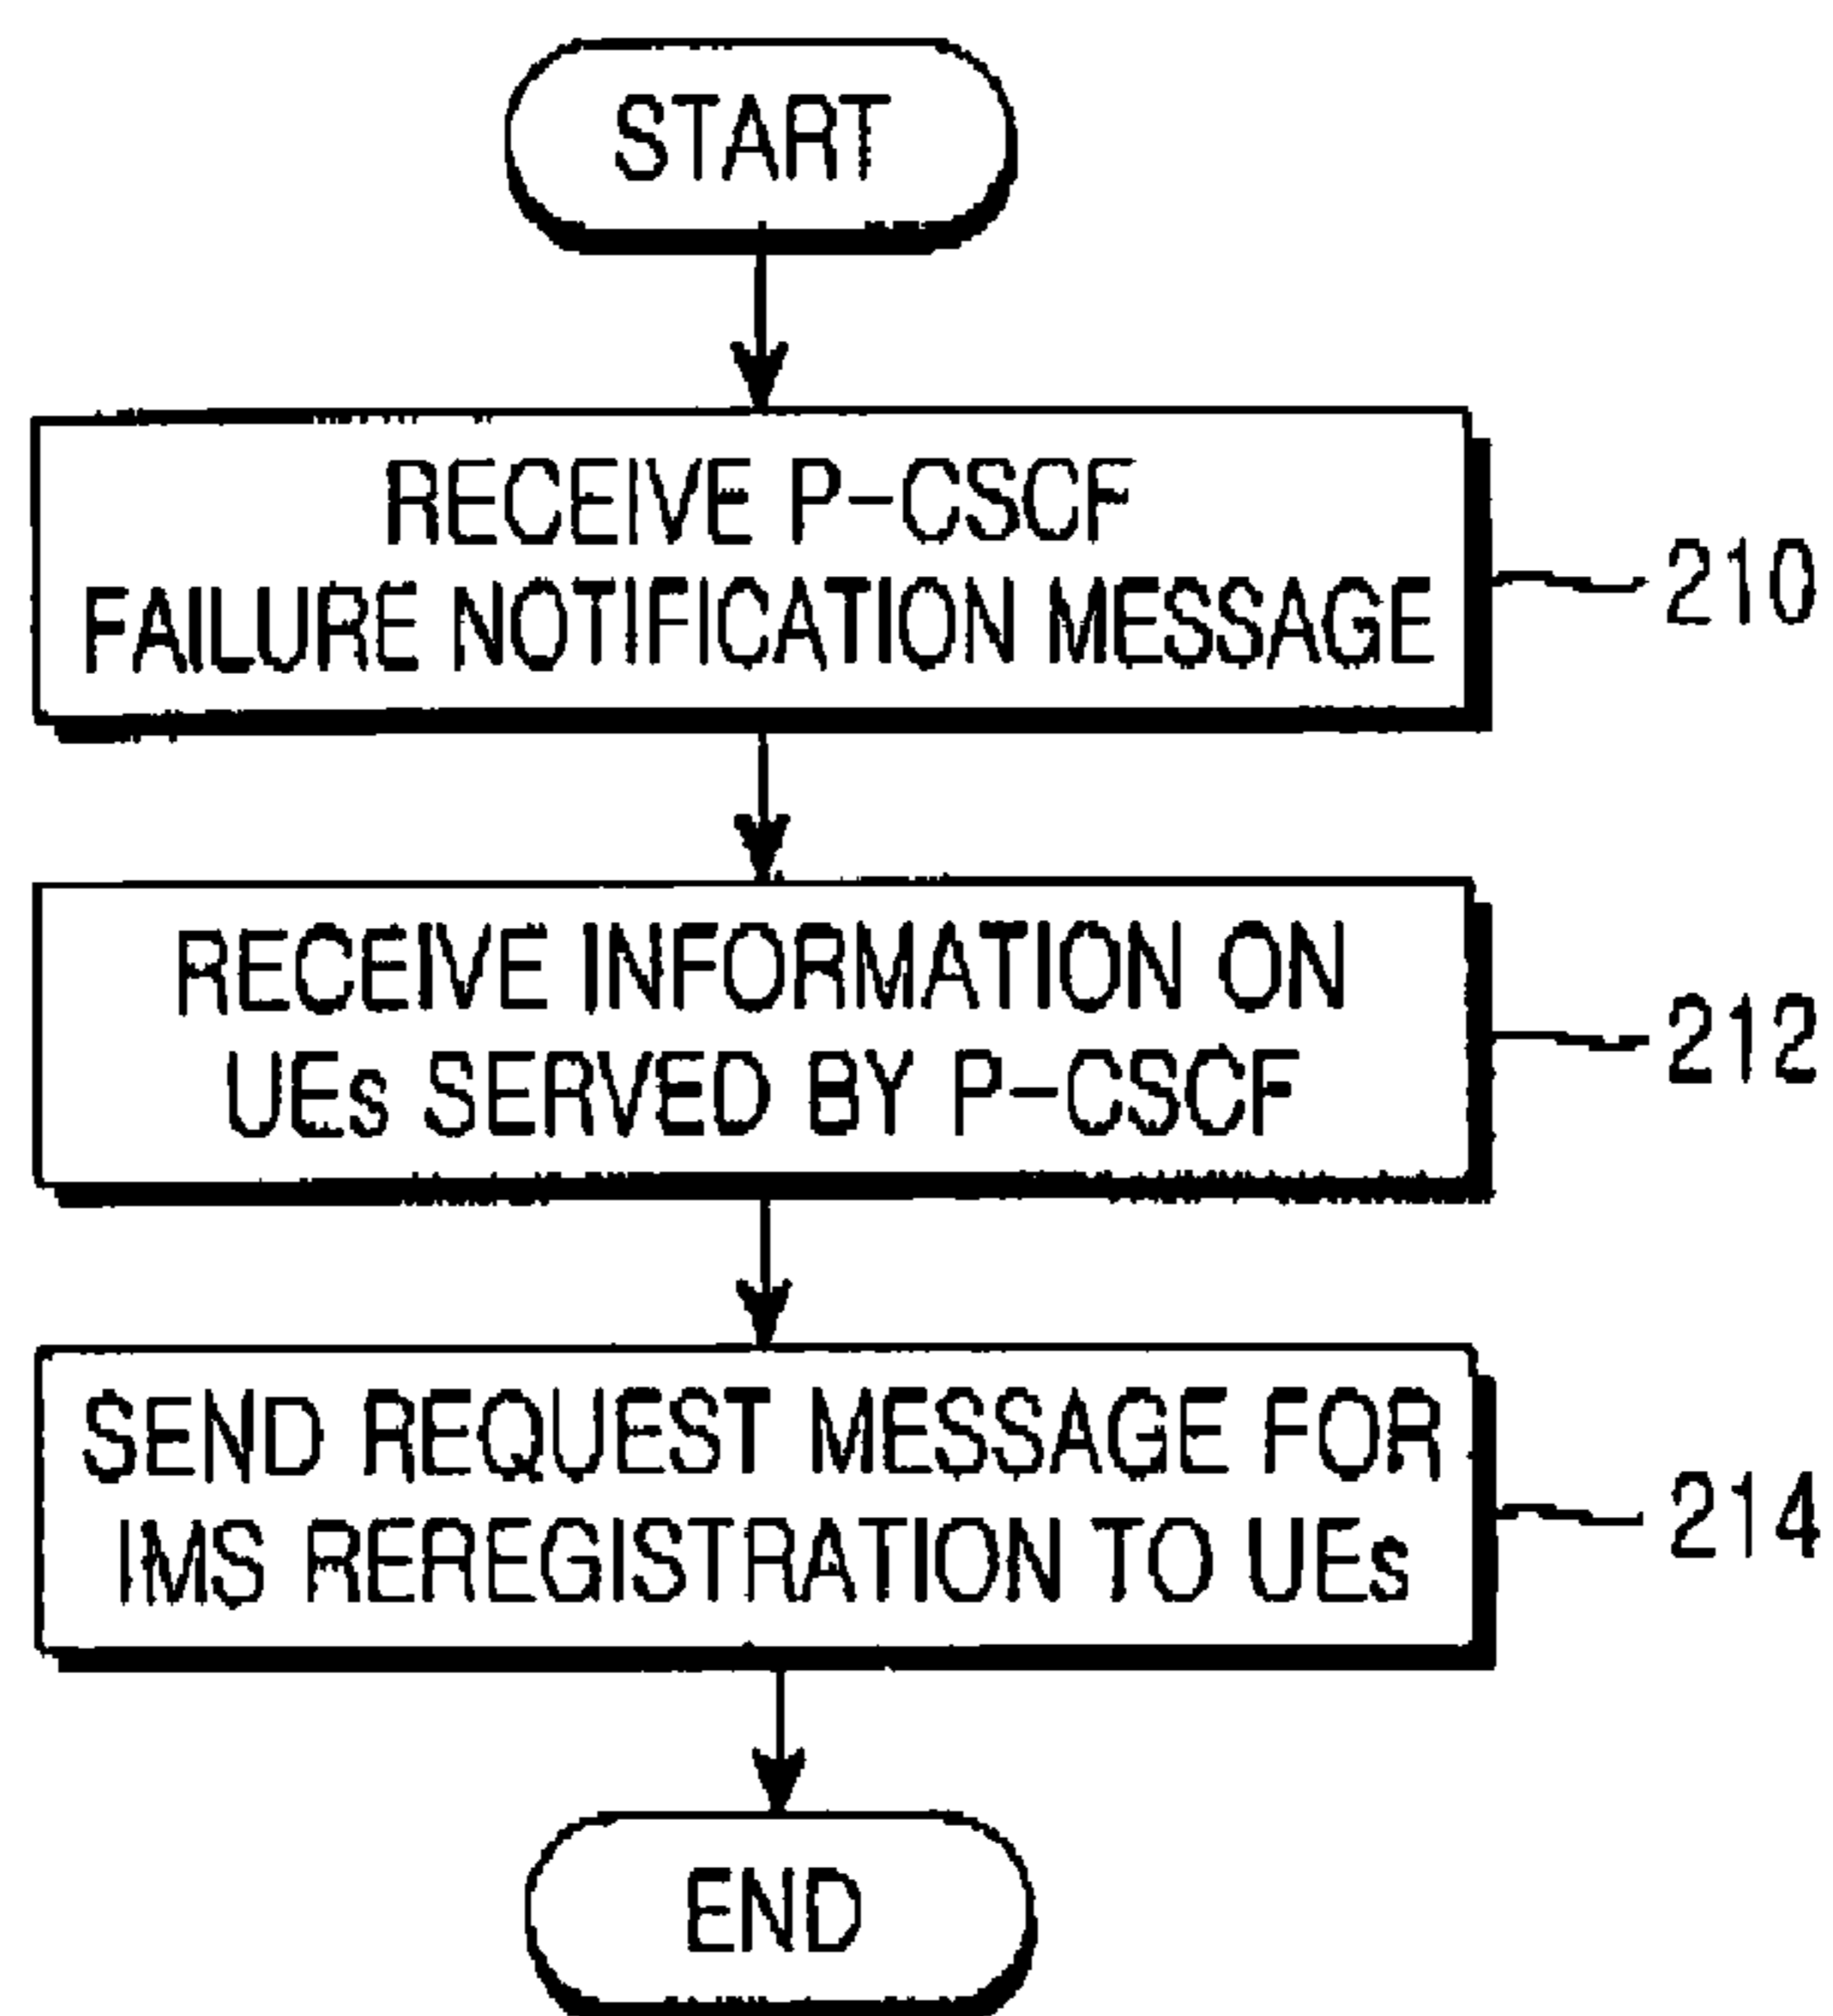 START
RECEIVE P-CSCF
FAILURE NOTIFICATION MESSAGE
210
RECEIVE INFORMATION ON
UEs SERVED BY P-CSCF
212
SEND REQUEST MESSAGE FOR
IMS REREGISTRATION TO UEs
214
END